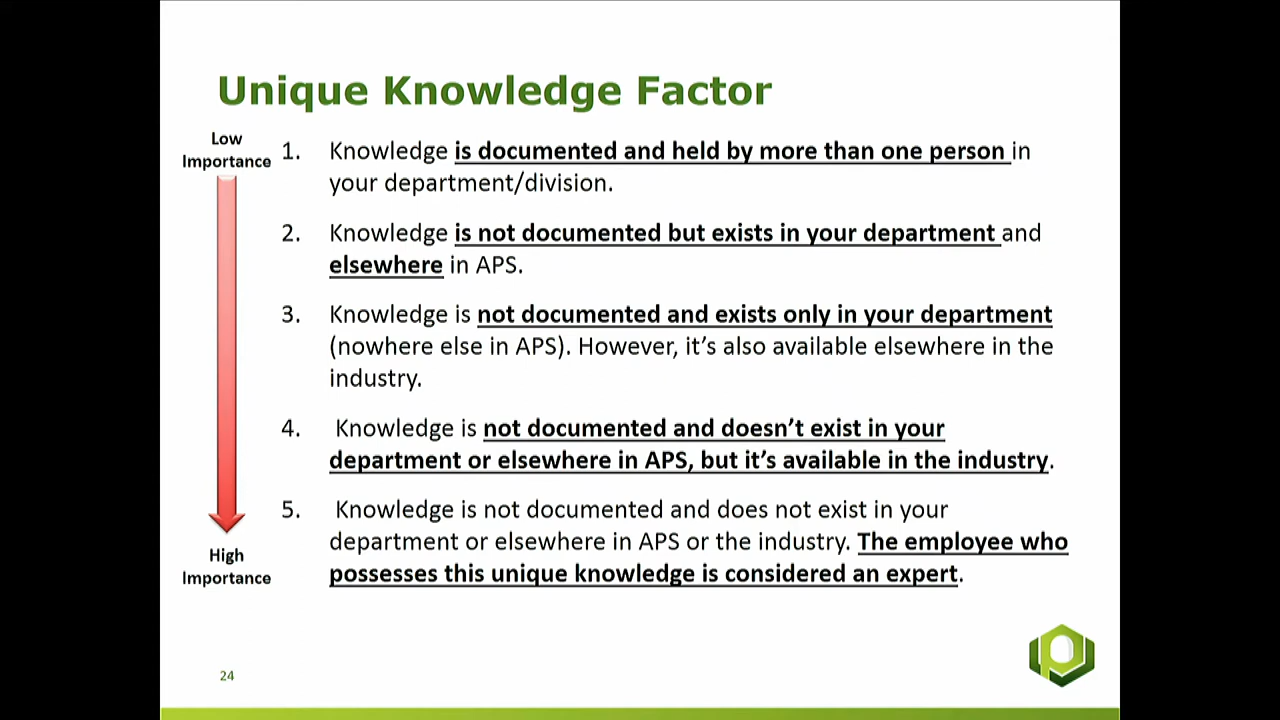 Unique Knowledge Factor
Low
Importance
1. Knowledge is documented and held by more than one person in
your department/division.
2. Knowledge is not documented but exists in your department and
elsewhere in APS.
3. Knowledge is not documented and exists only in your department
(nowhere else in APS). However, it’s also available elsewhere in the
industry.
4. Knowledge is not documented and doesn’t exist in your
department or elsewhere in APS, but it’s available in the industry.
5. Knowledge is not documented and does not exist in your
department or elsewhere in APS or the industry. The employee who
possesses this unique knowledge is considered an expert.
High
Importance
24